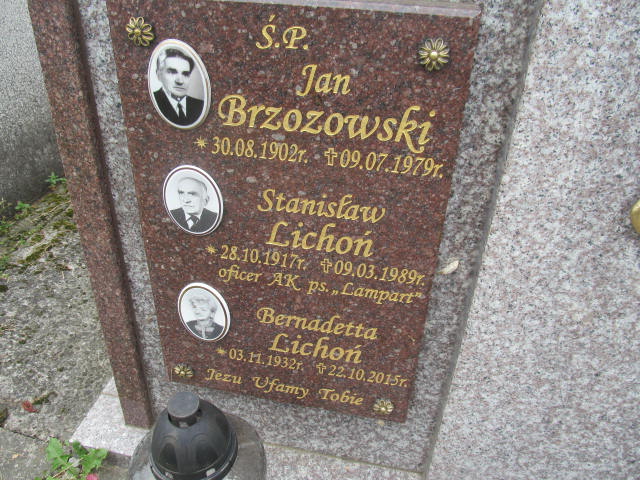 Ś.P.
Jan
Brzozowski
* 30.08.1902r. ✝09.07.1979r.
Stanisław
Lichoń
* 28.10.1917r. ✝09.03.1989r.
oficer AK ps. „Lampart"
Bernadetta
Lichoń
* 03.11.1932r. ✝22.10.2015r.
Jezu Ufamy Tobie